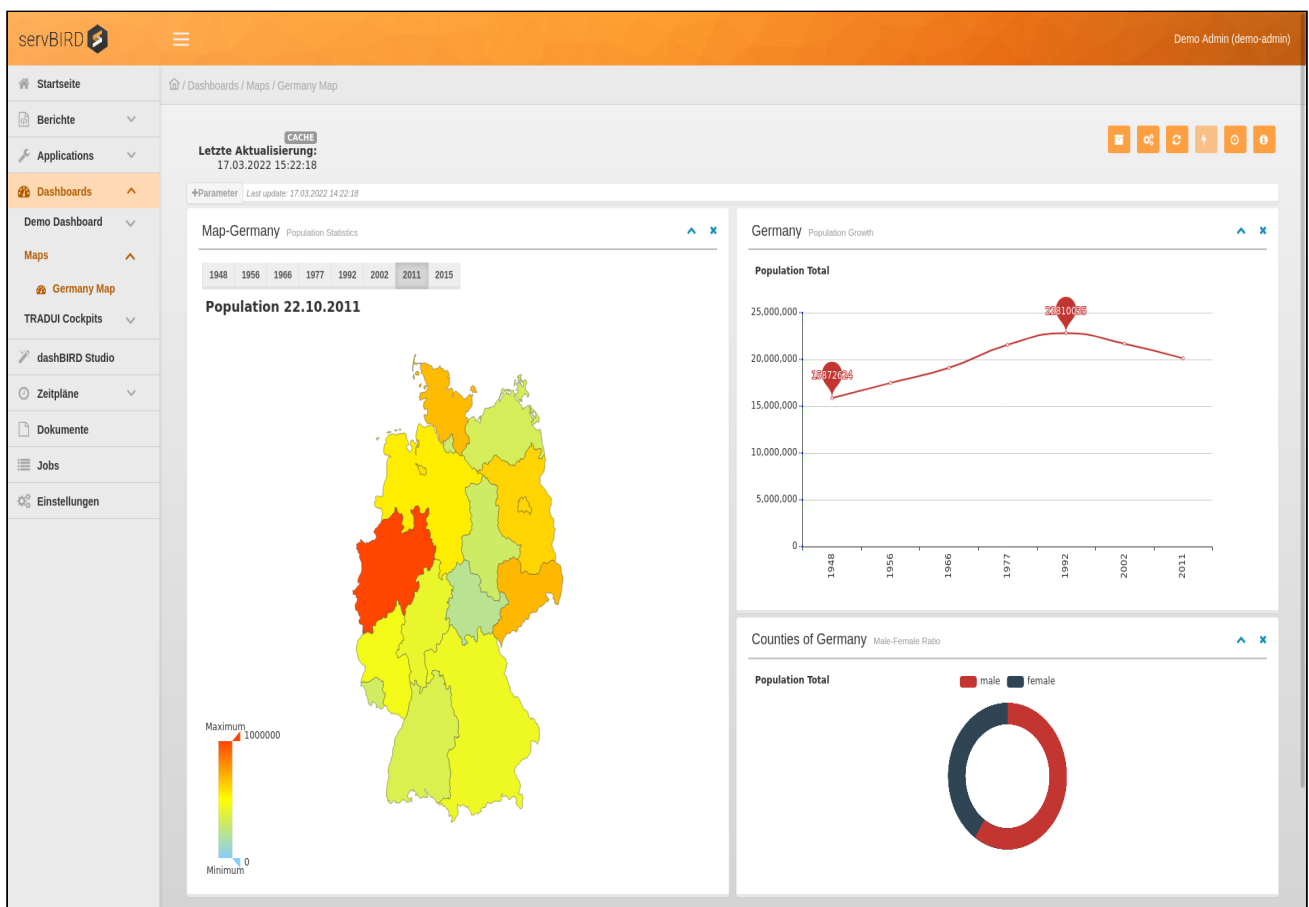 servBIRD
Demo Admin (demo-admin)
Startseite
Berichte
Applications
Dashboards
Demo Dashboard
Maps
Germany Map
TRADUI Cockpits
dashBIRD Studio
Zeitpläne
Dokumente
Jobs
Einstellungen
/ Dashboards / Maps / Germany Map
CACHE
Letzte Aktualisierung:
17.03.2022 15:22:18
+Parameter Last update: 17.03.2022 14:22:18
Map-Germany Population Statistics
1948 1956 1966 1977 1992 2002 2011 2015
Population 22.10.2011
Maximum
1000000
0
Minimum
Germany Population Growth
Population Total
25,000,000
20,000,000
15,000,000
10,000,000
5,000,000
0
15872624
22810035
1948 1956 1966 1977 1992 2002 2011
Counties of Germany Male-Female Ratio
Population Total
male female